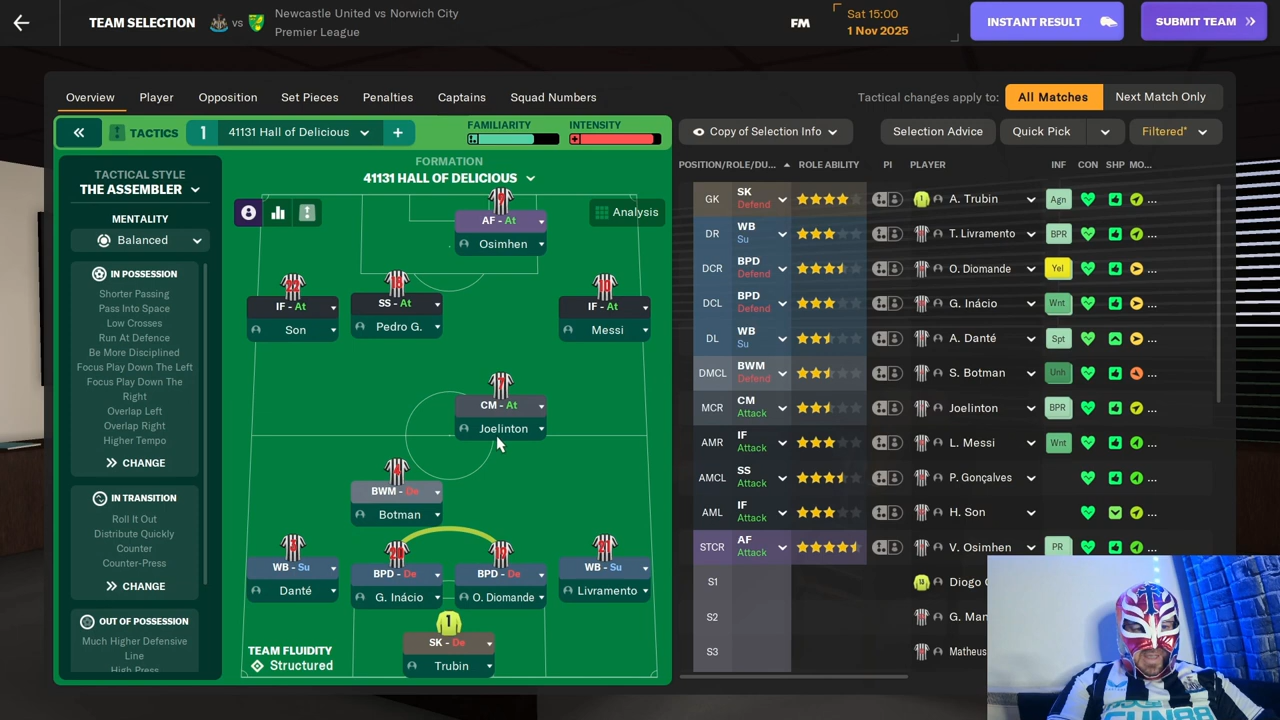 TEAM SELECTION
vs
Newcastle United vs Norwich City
Premier League
FM
Sat 15:00
1 Nov 2025
INSTANT RESULT
SUBMIT TEAM
Overview
Player
Opposition
Set Pieces
Penalties
Captains
Squad Numbers
Tactical changes apply to:
All Matches
Next Match Only
TACTICS
1
41131 Hall of Delicious
FAMILIARITY
INTENSITY
Copy of Selection Info
Selection Advice
Quick Pick
Filtered*
TACTICAL STYLE
THE ASSEMBLER
MENTALITY
Balanced
IN POSSESSION
Shorter Passing
Pass Into Space
Low Crosses
Run At Defence
Be More Disciplined
Focus Play Down The Left
Focus Play Down The
Right
Overlap Left
Overlap Right
Higher Tempo
CHANGE
IN TRANSITION
Roll It Out
Distribute Quickly
Counter
Counter-Press
CHANGE
OUT OF POSSESSION
Much Higher Defensive
Line
High Press
FORMATION
41131 HALL OF DELICIOUS
Analysis
AF - At
Osimhen
IF - At
Son
SS - At
Pedro G.
IF - At
Messi
CM - At
Joelinton
BWM - De
Botman
WB - Su
Danté
BPD - De
G. Inácio
BPD - De
O. Diomande
WB - Su
Livramento
1
SK - De
Trubin
TEAM FLUIDITY
Structured
POSITION/ROLE/DU... ROLE ABILITY PI PLAYER INF CON SHP MO...
GK SK Defend A. Trubin Agn ...
DR WB Su T. Livramento BPR ...
DCR BPD Defend O. Diomande Yel ...
DCL BPD Defend G. Inácio Wnt ...
DL WB Su A. Danté Spt ...
DMCL BWM Defend S. Botman Unh ...
MCR CM Attack Joelinton BPR ...
AMR IF Attack L. Messi Wnt ...
AMCL SS Attack P. Gonçalves ...
AML IF Attack H. Son ...
STCR AF Attack V. Osimhen PR ...
S1 Diogo
S2 G. Man
S3 Matheus